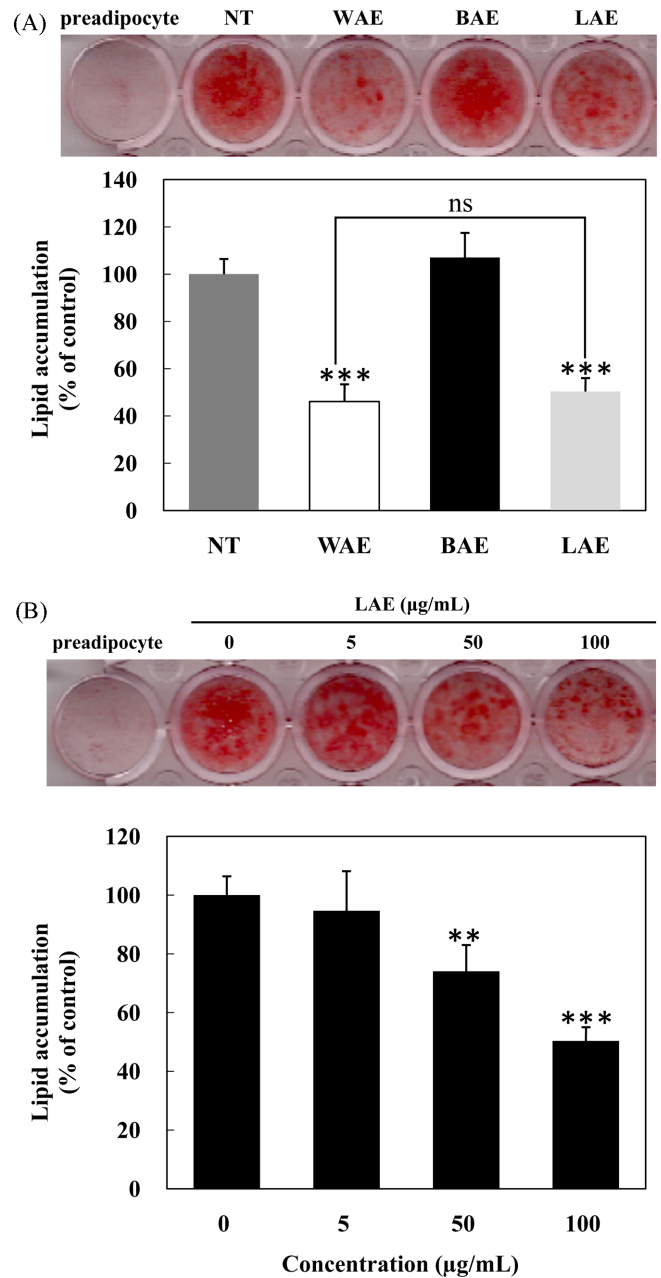 (A)
preadipocyte NT WAE BAE LAE
140
120
100
80
60
40
20
0
Lipid accumulation
(% of control)
ns
***
***
NT WAE BAE LAE
(B)
LAE (µg/mL)
preadipocyte 0 5 50 100
120
100
80
60
40
20
0
Lipid accumulation
(% of control)
**
***
0 5 50 100
Concentration (µg/mL)